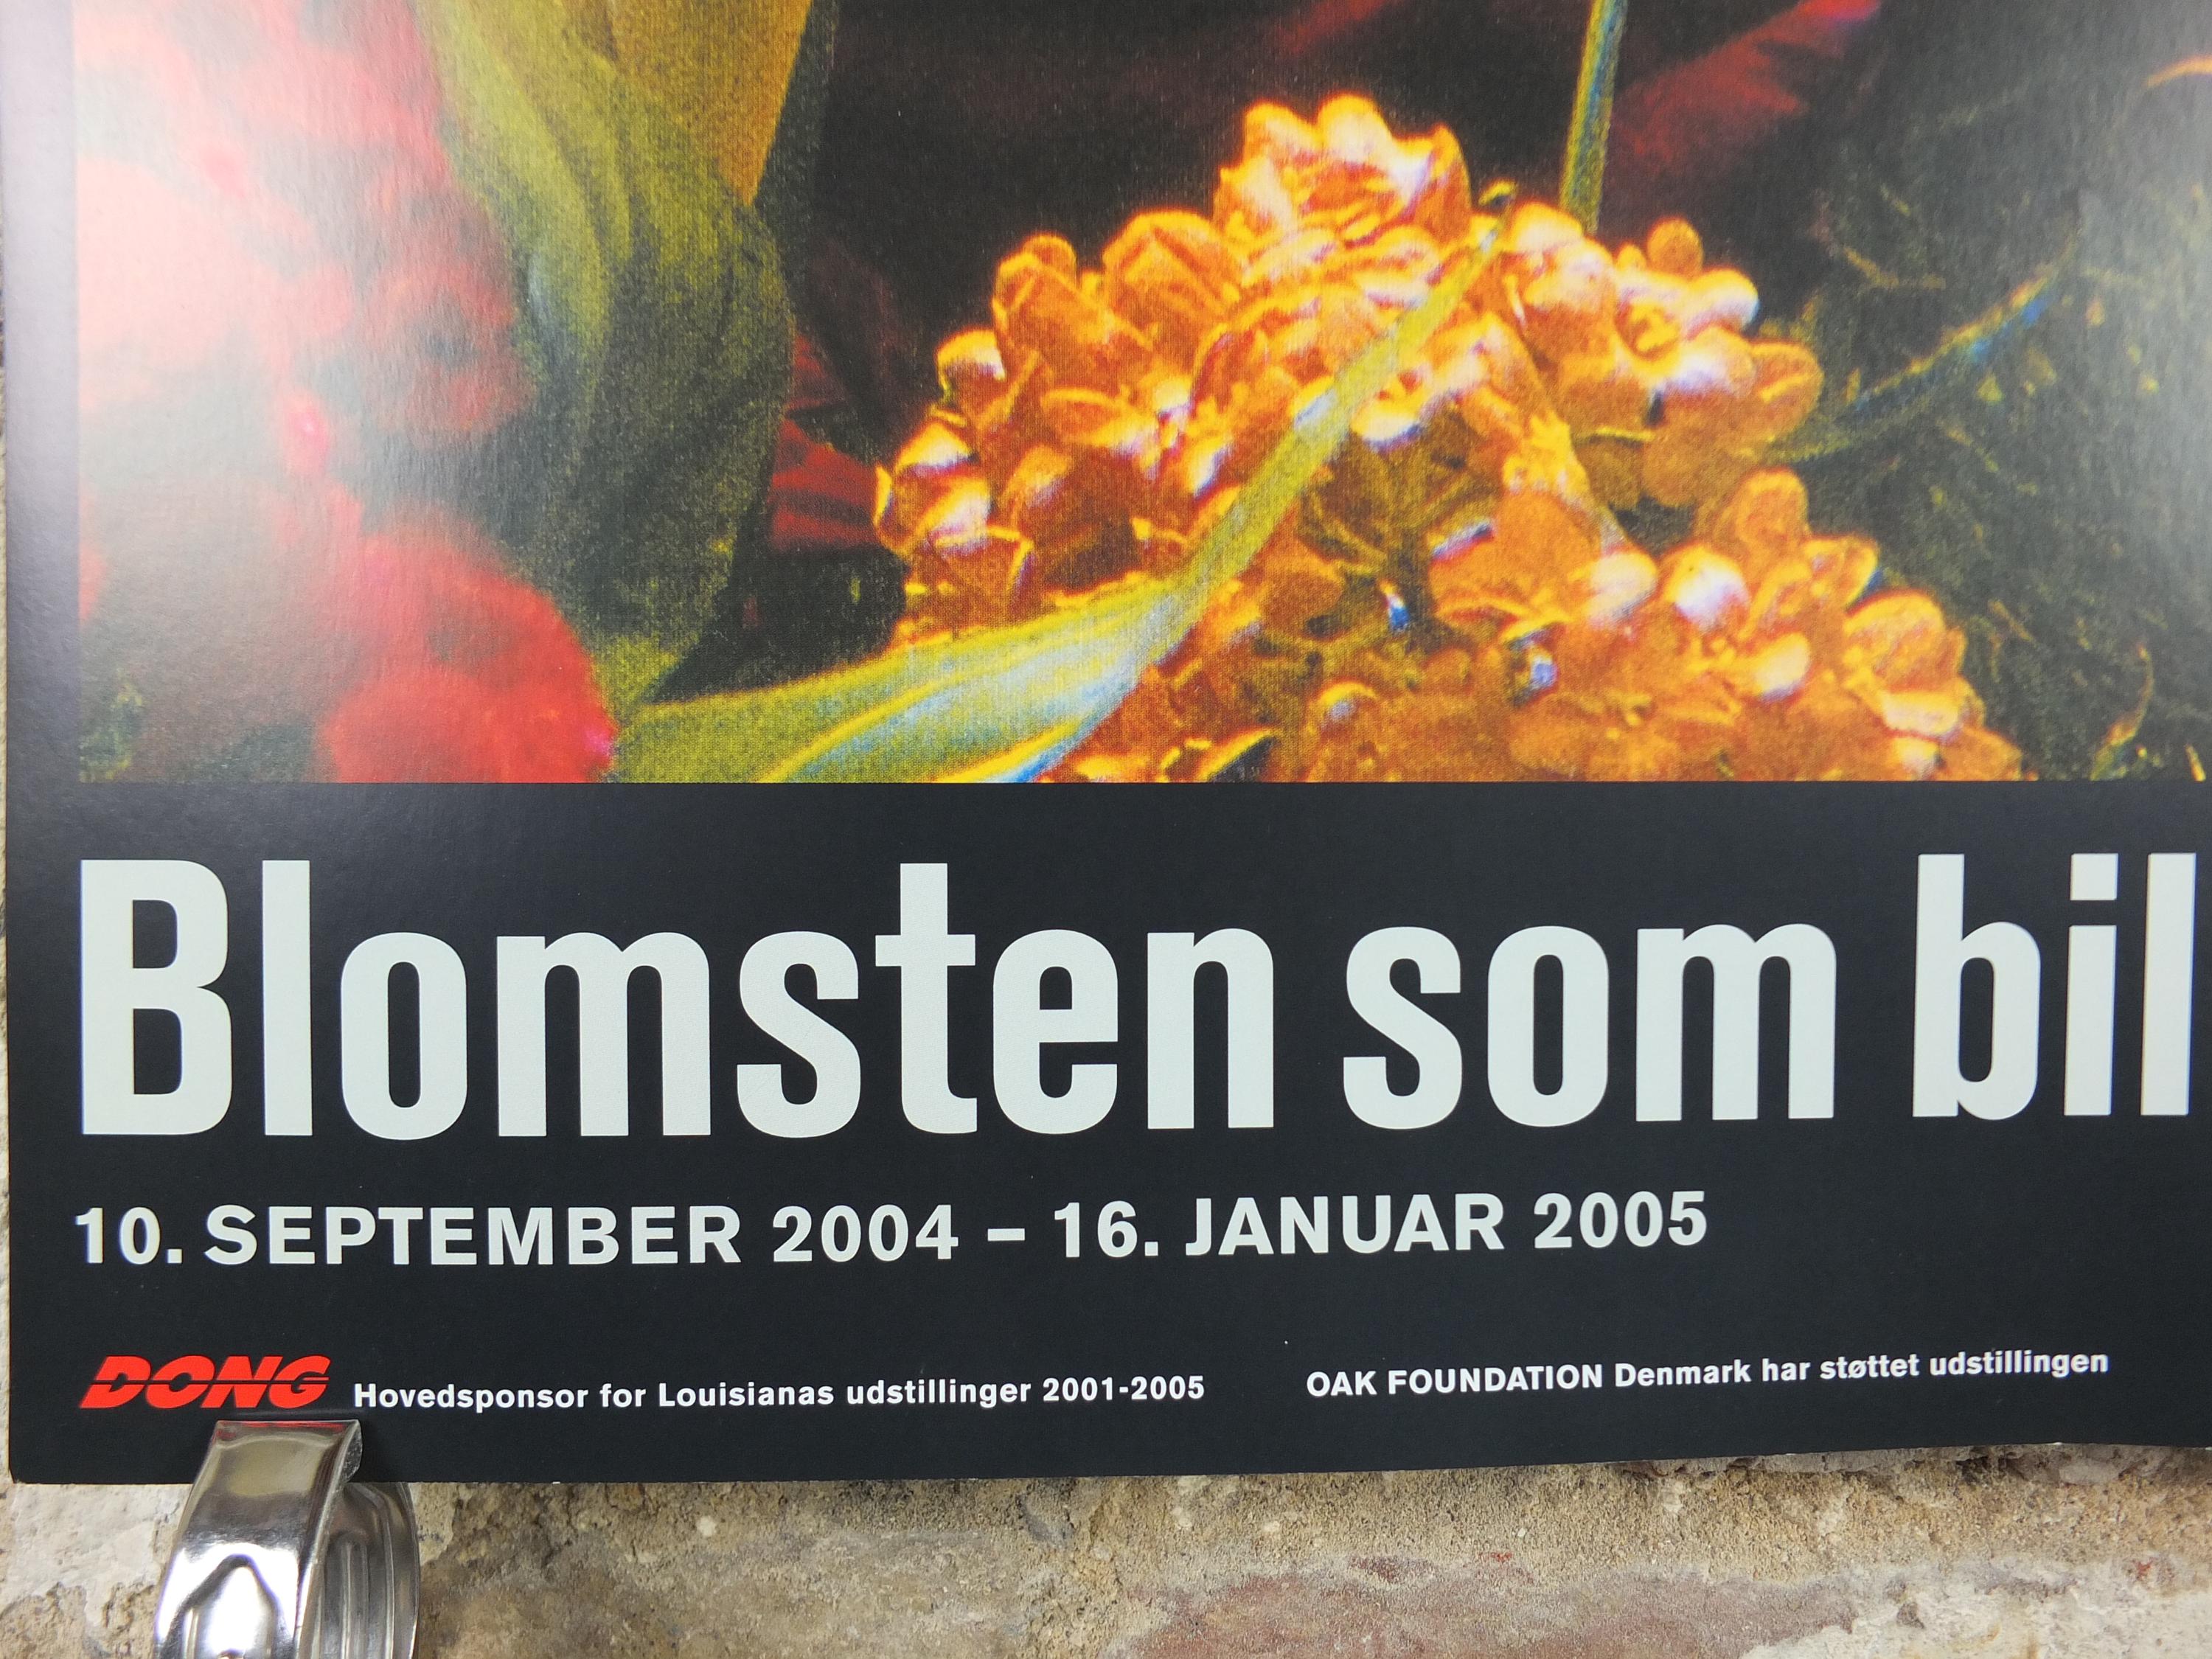 Blomsten som bil
10. SEPTEMBER 2004 – 16. JANUAR 2005
DONG Hovedsponsor for Louisianas udstillinger 2001-2005 OAK FOUNDATION Denmark har støttet udstillingen